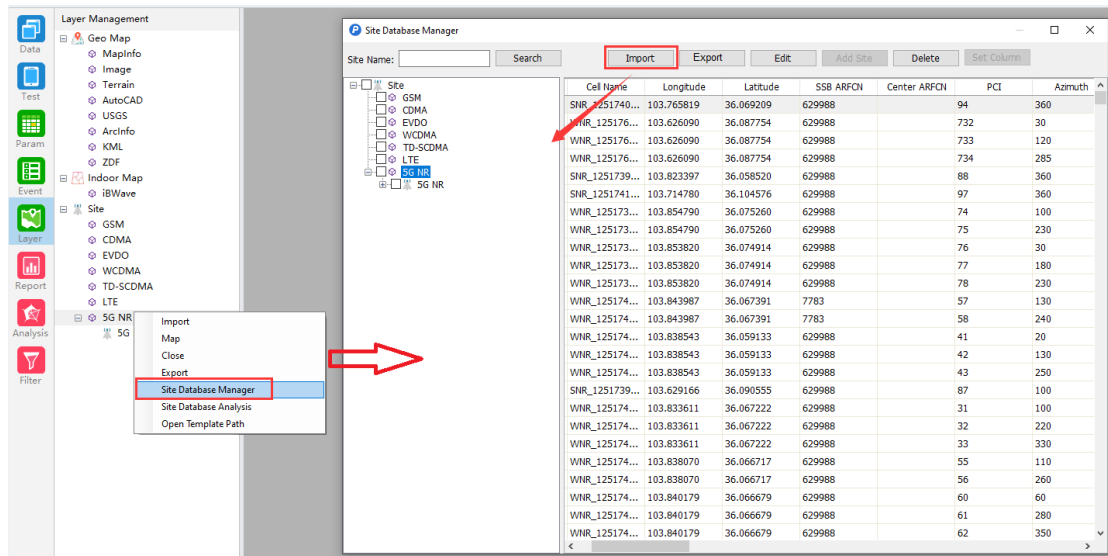 Layer Management
Data
Test
Param
Event
Layer
Report
Analysis
Filter
Geo Map
MapInfo
Image
Terrain
AutoCAD
USGS
ArcInfo
KML
ZDF
Indoor Map
iBWave
Site
GSM
CDMA
EVDO
WCDMA
TD-SCDMA
LTE
5G NR
5G
Import
Map
Close
Export
Site Database Manager
Site Database Analysis
Open Template Path
Site Database Manager
Site Name: Search Import Export Edit Add Site Delete Set Column
Site
GSM
CDMA
EVDO
WCDMA
TD-SCDMA
LTE
5G NR
5G NR
Cell Name Longitude Latitude SSB ARFCN Center ARFCN PCI Azimuth
SNR_1251740... 103.765819 36.069209 629988 94 360
WNR_125176... 103.626090 36.087754 629988 732 30
WNR_125176... 103.626090 36.087754 629988 733 120
WNR_125176... 103.626090 36.087754 629988 734 285
SNR_1251739... 103.823397 36.058520 629988 88 360
SNR_1251741... 103.714780 36.104576 629988 97 360
WNR_125173... 103.854790 36.075260 629988 74 100
WNR_125173... 103.854790 36.075260 629988 75 230
WNR_125173... 103.853820 36.074914 629988 76 30
WNR_125173... 103.853820 36.074914 629988 77 180
WNR_125173... 103.853820 36.074914 629988 78 230
WNR_125174... 103.843987 36.067391 7783 57 130
WNR_125174... 103.843987 36.067391 7783 58 240
WNR_125174... 103.838543 36.059133 629988 41 20
WNR_125174... 103.838543 36.059133 629988 42 130
WNR_125174... 103.838543 36.059133 629988 43 250
SNR_1251739... 103.629166 36.090555 629988 87 100
WNR_125174... 103.833611 36.067222 629988 31 100
WNR_125174... 103.833611 36.067222 629988 32 220
WNR_125174... 103.833611 36.067222 629988 33 330
WNR_125174... 103.838070 36.066717 629988 55 110
WNR_125174... 103.838070 36.066717 629988 56 260
WNR_125174... 103.840179 36.066679 629988 60 60
WNR_125174... 103.840179 36.066679 629988 61 280
WNR_125174... 103.840179 36.066679 629988 62 350